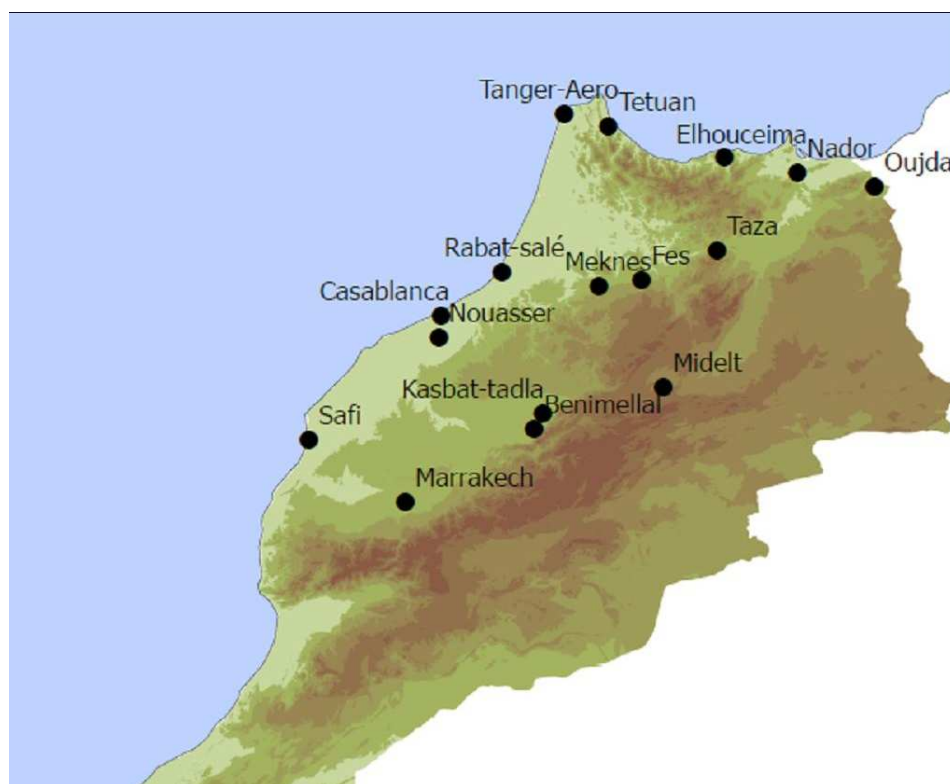 Tanger-Aero
Tetuan
Elhouceima
Nador
Oujda
Taza
Rabat-salé
Meknes
Fes
Casablanca
Nouasser
Midelt
Kasbat-tadla
Benimellal
Safi
Marrakech